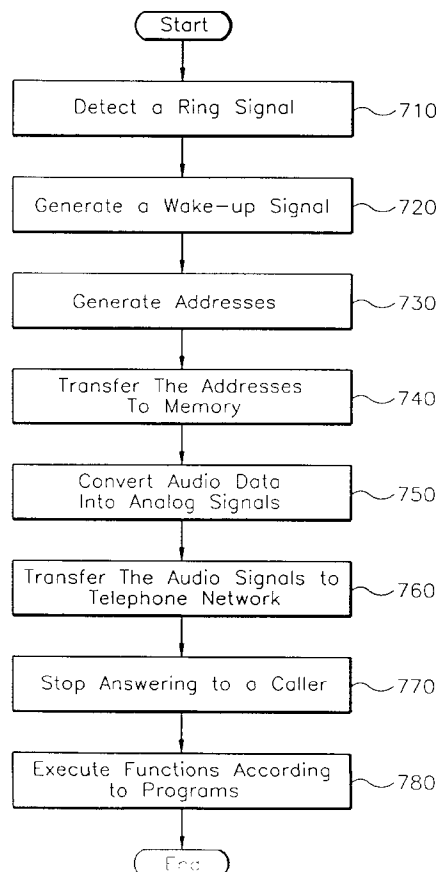 Start
Detect a Ring Signal
710
Generate a Wake-up Signal
720
Generate Addresses
730
Transfer The Addresses
To Memory
740
Convert Audio Data
Into Analog Signals
750
Transfer The Audio Signals to
Telephone Network
760
Stop Answering to a Caller
770
Execute Functions According
to Programs
780
End